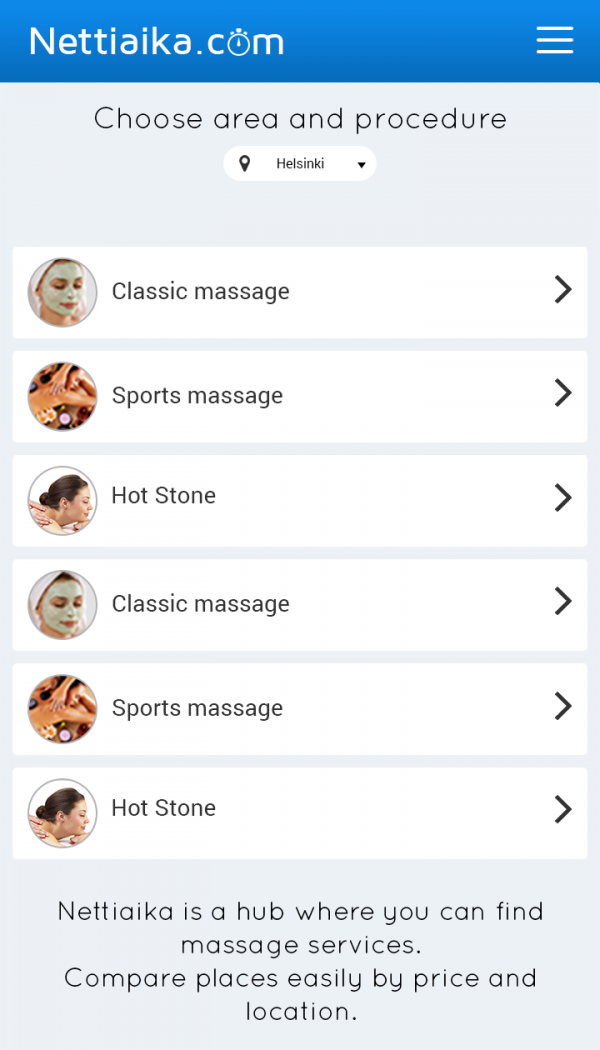 Nettiaika.com
Choose area and procedure
Helsinki
Classic massage
Sports massage
Hot Stone
Classic massage
Sports massage
Hot Stone
Nettiaika is a hub where you can find
massage services.
Compare places easily by price and
location.